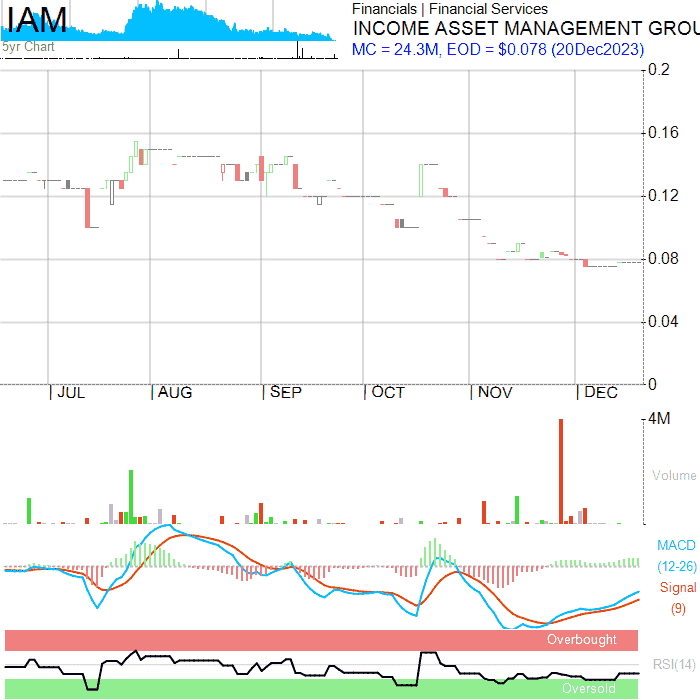 IAM
5yr Chart
Financials | Financial Services
INCOME ASSET MANAGEMENT GROU
MC = 24.3M, EOD = $0.078 (20Dec2023)
0.2
0.16
0.12
0.08
0.04
0
JUL AUG SEP OCT NOV DEC
4M
Volume
MACD
(12-26)
Signal
(9)
Overbought
RSI(14)
Oversold